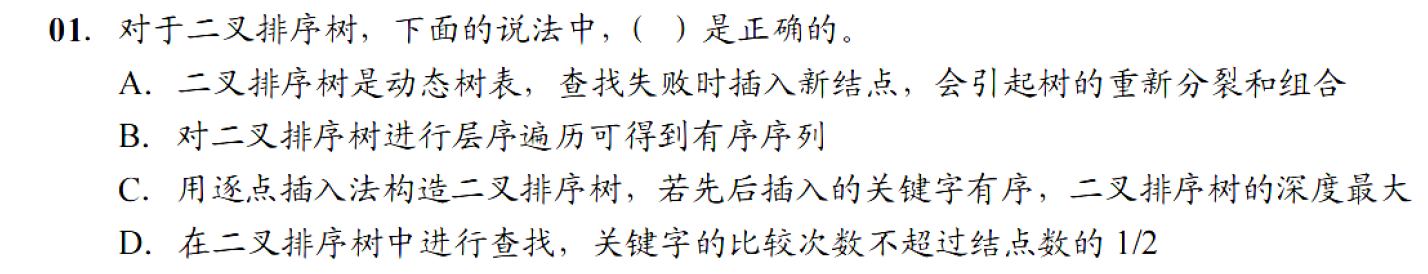 01. 对于二叉排序树，下面的说法中，（ ）是正确的。
A. 二叉排序树是动态树表，查找失败时插入新结点，会引起树的重新分裂和组合
B. 对二叉排序树进行层序遍历可得到有序序列
C. 用逐点插入法构造二叉排序树，若先后插入的关键字有序，二叉排序树的深度最大
D. 在二叉排序树中进行查找，关键字的比较次数不超过结点数的 1/2